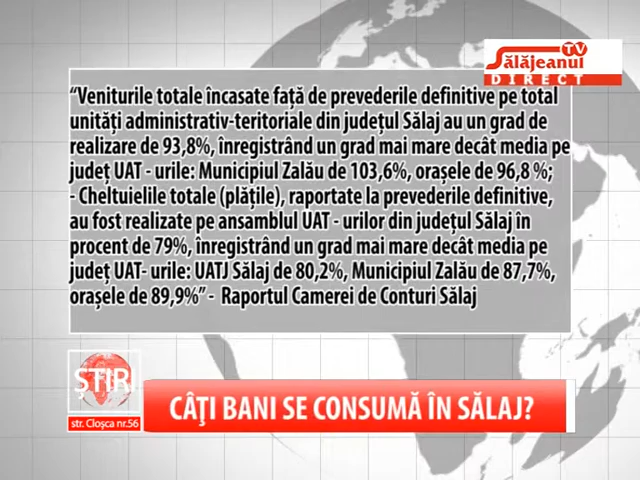 Sălăjeanul TV
DIRECT
“Veniturile totale încasate față de prevederile definitive pe total
unități administrativ-teritoriale din județul Sălaj au un grad de
realizare de 93,8%, înregistrând un grad mai mare decât media pe
județ UAT - urile: Municipiul Zalău de 103,6%, orașele de 96,8 %;
- Cheltuielile totale (plățile), raportate la prevederile definitive,
au fost realizate pe ansamblul UAT - urilor din județul Sălaj în
procent de 79%, înregistrând un grad mai mare decât media pe
județ UAT- urile: UATJ Sălaj de 80,2%, Municipiul Zalău de 87,7%,
orașele de 89,9%” - Raportul Camerei de Conturi Sălaj
ȘTIRI
str. Cloșca nr.56
CÂŢI BANI SE CONSUMĂ ÎN SĂLAJ?